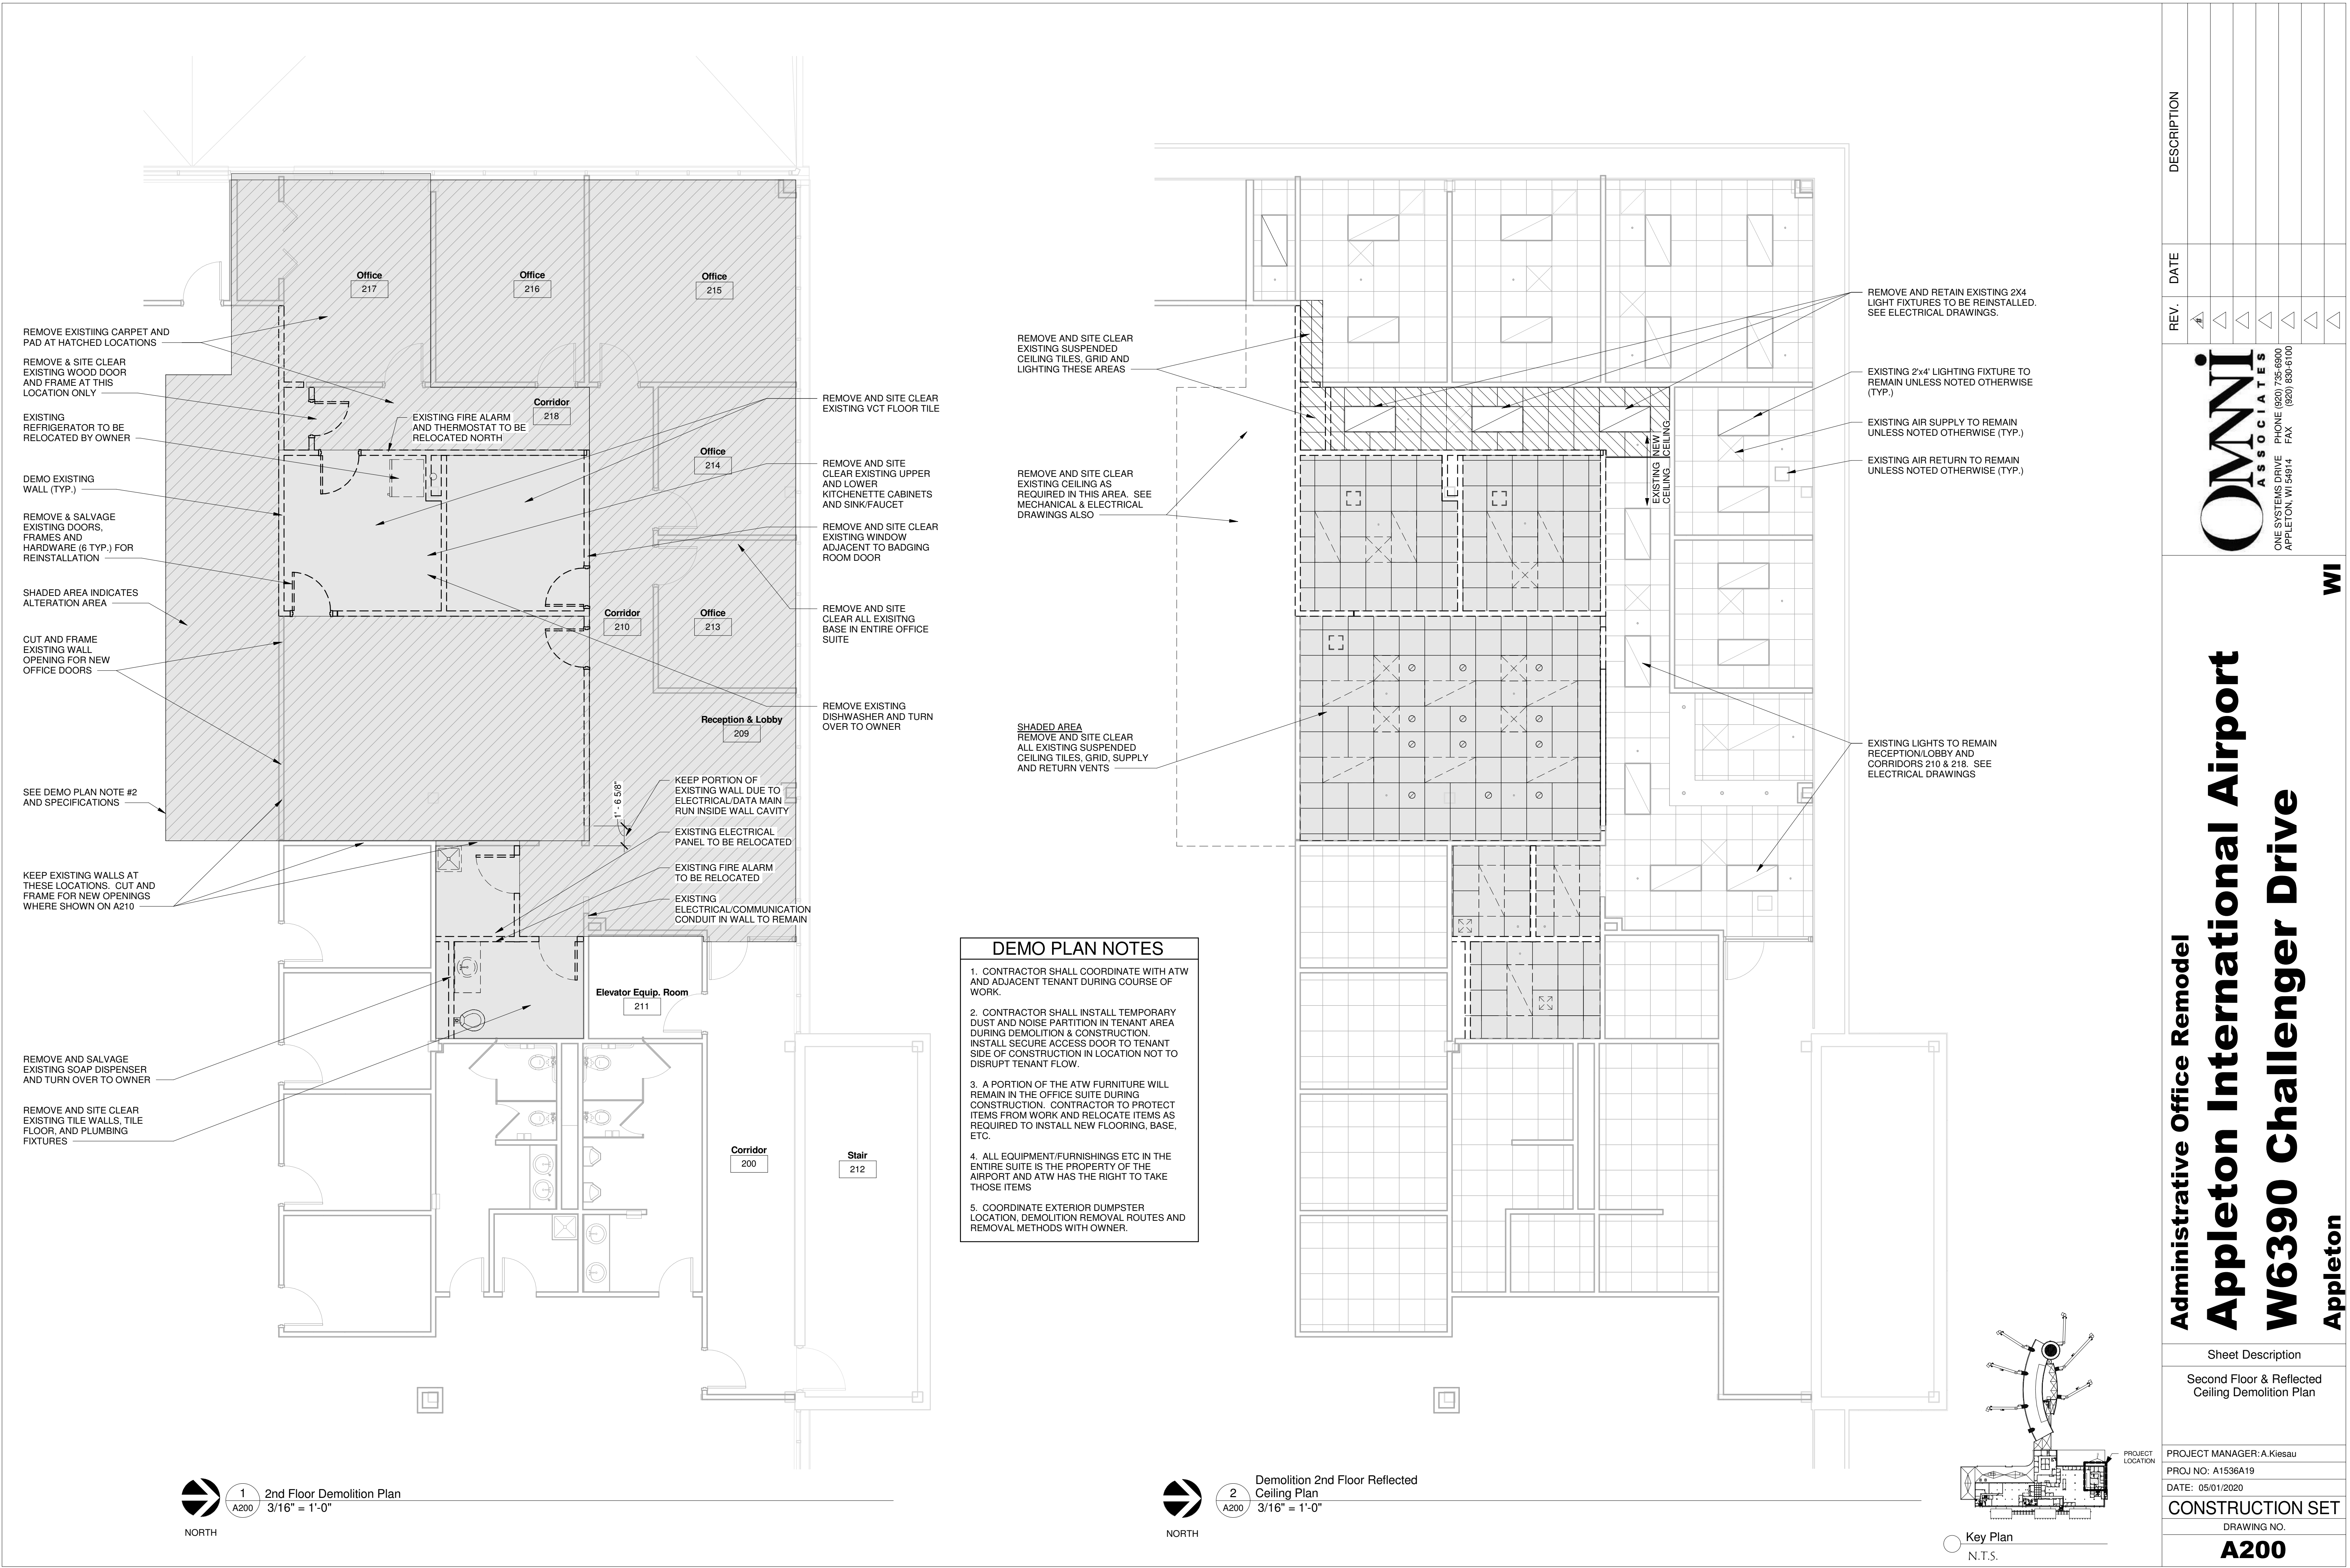 Office
217
Office
216
Office
215
REMOVE EXISTING CARPET AND
PAD AT HATCHED LOCATIONS
REMOVE & SITE CLEAR
EXISTING WOOD DOOR
AND FRAME AT THIS
LOCATION ONLY
EXISTING
REFRIGERATOR TO BE
RELOCATED BY OWNER
DEMO EXISTING
WALL (TYP.)
REMOVE & SALVAGE
EXISTING DOORS,
FRAMES AND
HARDWARE (6 TYP.) FOR
REINSTALLATION
SHADED AREA INDICATES
ALTERATION AREA
CUT AND FRAME
EXISTING WALL
OPENING FOR NEW
OFFICE DOORS
SEE DEMO PLAN NOTE #2
AND SPECIFICATIONS
KEEP EXISTING WALLS AT
THESE LOCATIONS. CUT AND
FRAME FOR NEW OPENINGS
WHERE SHOWN ON A210
REMOVE AND SALVAGE
EXISTING SOAP DISPENSER
AND TURN OVER TO OWNER
REMOVE AND SITE CLEAR
EXISTING TILE WALLS, TILE
FLOOR, AND PLUMBING
FIXTURES
Corridor
218
EXISTING FIRE ALARM
AND THERMOSTAT TO BE
RELOCATED NORTH
Office
214
Corridor
210
Office
213
Reception & Lobby
209
1' - 6 5/8"
KEEP PORTION OF
EXISTING WALL DUE TO
ELECTRICAL/DATA MAIN
RUN INSIDE WALL CAVITY
EXISTING ELECTRICAL
PANEL TO BE RELOCATED
EXISTING FIRE ALARM
TO BE RELOCATED
EXISTING
ELECTRICAL/COMMUNICATION
CONDUIT IN WALL TO REMAIN
Elevator Equip. Room
211
Corridor
200
Stair
212
REMOVE AND SITE CLEAR
EXISTING VCT FLOOR TILE
REMOVE AND SITE
CLEAR EXISTING UPPER
AND LOWER
KITCHENETTE CABINETS
AND SINK/FAUCET
REMOVE AND SITE CLEAR
EXISTING WINDOW
ADJACENT TO BADGING
ROOM DOOR
REMOVE AND SITE
CLEAR ALL EXISITNG
BASE IN ENTIRE OFFICE
SUITE
REMOVE EXISTING
DISHWASHER AND TURN
OVER TO OWNER
NORTH
1
A200
2nd Floor Demolition Plan
3/16" = 1'-0"
DEMO PLAN NOTES
1. CONTRACTOR SHALL COORDINATE WITH ATW
AND ADJACENT TENANT DURING COURSE OF
WORK.
2. CONTRACTOR SHALL INSTALL TEMPORARY
DUST AND NOISE PARTITION IN TENANT AREA
DURING DEMOLITION & CONSTRUCTION.
INSTALL SECURE ACCESS DOOR TO TENANT
SIDE OF CONSTRUCTION IN LOCATION NOT TO
DISRUPT TENANT FLOW.
3. A PORTION OF THE ATW FURNITURE WILL
REMAIN IN THE OFFICE SUITE DURING
CONSTRUCTION. CONTRACTOR TO PROTECT
ITEMS FROM WORK AND RELOCATE ITEMS AS
REQUIRED TO INSTALL NEW FLOORING, BASE,
ETC.
4. ALL EQUIPMENT/FURNISHINGS ETC IN THE
ENTIRE SUITE IS THE PROPERTY OF THE
AIRPORT AND ATW HAS THE RIGHT TO TAKE
THOSE ITEMS
5. COORDINATE EXTERIOR DUMPSTER
LOCATION, DEMOLITION REMOVAL ROUTES AND
REMOVAL METHODS WITH OWNER.
REMOVE AND SITE CLEAR
EXISTING SUSPENDED
CEILING TILES, GRID AND
LIGHTING THESE AREAS
REMOVE AND SITE CLEAR
EXISTING CEILING AS
REQUIRED IN THIS AREA. SEE
MECHANICAL & ELECTRICAL
DRAWINGS ALSO
SHADED AREA
REMOVE AND SITE CLEAR
ALL EXISTING SUSPENDED
CEILING TILES, GRID, SUPPLY
AND RETURN VENTS
EXISTING
CEILING
NEW
CEILING
REMOVE AND RETAIN EXISTING 2X4
LIGHT FIXTURES TO BE REINSTALLED.
SEE ELECTRICAL DRAWINGS.
EXISTING 2'x4' LIGHTING FIXTURE TO
REMAIN UNLESS NOTED OTHERWISE
(TYP.)
EXISTING AIR SUPPLY TO REMAIN
UNLESS NOTED OTHERWISE (TYP.)
EXISTING AIR RETURN TO REMAIN
UNLESS NOTED OTHERWISE (TYP.)
EXISTING LIGHTS TO REMAIN
RECEPTION/LOBBY AND
CORRIDORS 210 & 218. SEE
ELECTRICAL DRAWINGS
NORTH
2
A200
Demolition 2nd Floor Reflected
Ceiling Plan
3/16" = 1'-0"
PROJECT
LOCATION
Key Plan
N.T.S.
REV.
DATE
DESCRIPTION
#
OMNNI
ASSOCIATES
ONE SYSTEMS DRIVE PHONE (920) 735-6900
APPLETON, WI 54914 FAX (920) 830-6100
Administrative Office Remodel
Appleton International Airport
W6390 Challenger Drive
Appleton WI
Sheet Description
Second Floor & Reflected
Ceiling Demolition Plan
PROJECT MANAGER: A.Kiesau
PROJ NO: A1536A19
DATE: 05/01/2020
CONSTRUCTION SET
DRAWING NO.
A200